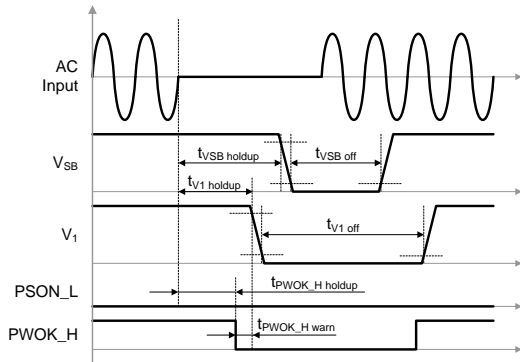 AC
Input
VSB
tVSB holdup
tVSB off
tV1 holdup
V1
tV1 off
PSON_L
tPWOK_H holdup
PWOK_H
tPWOK_H warn